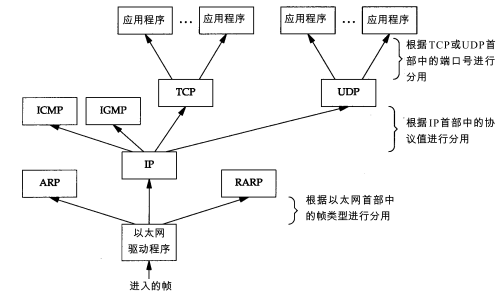 应用程序 … 应用程序 应用程序 … 应用程序
根据TCP或UDP首
部中的端口号进行
分用
TCP UDP
ICMP IGMP
根据IP首部中的协
议值进行分用
IP
ARP RARP
根据以太网首部中
的帧类型进行分用
以太网
驱动程序
进入的帧